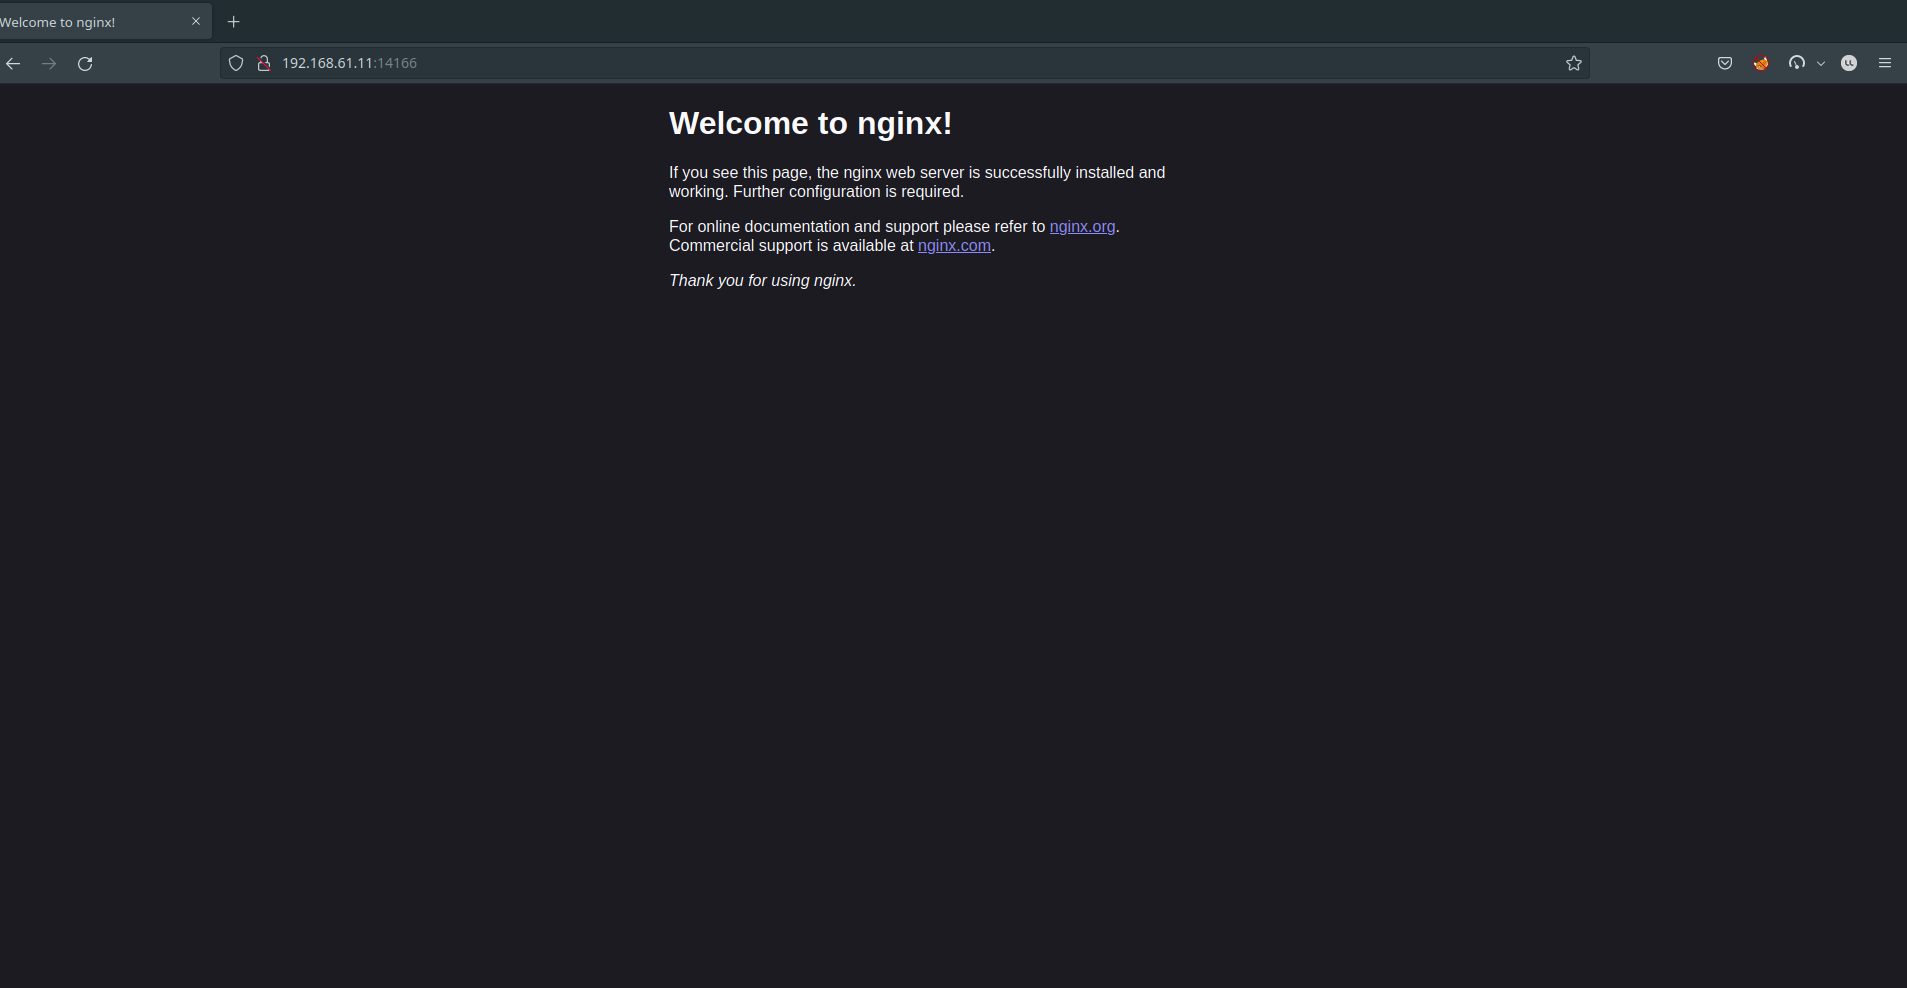 Welcome to nginx!
192.168.61.11:14166
Welcome to nginx!
If you see this page, the nginx web server is successfully installed and
working. Further configuration is required.
For online documentation and support please refer to nginx.org.
Commercial support is available at nginx.com.
Thank you for using nginx.